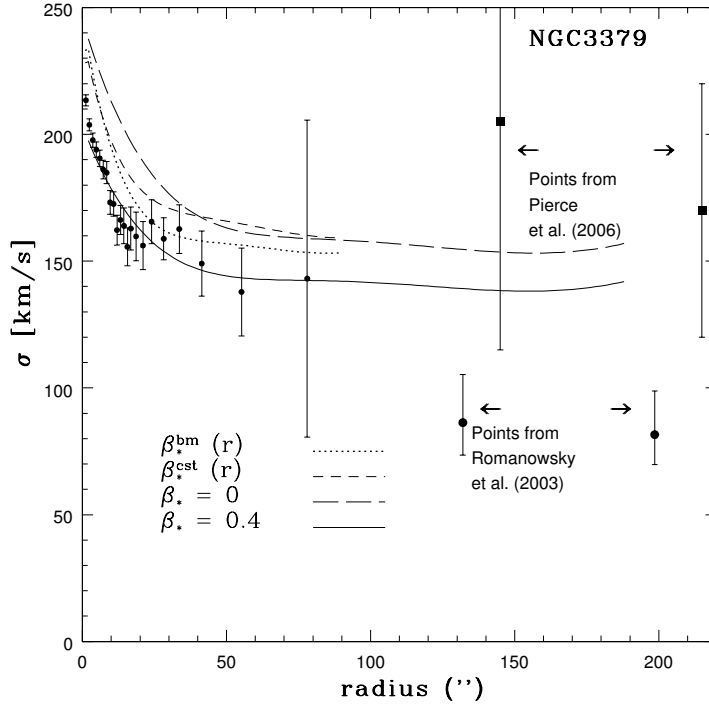 NGC3379
250
200
150
100
50
0
σ [km/s]
Points from
Pierce
et al. (2006)
Points from
Romanowsky
et al. (2003)
β*^bm (r)
β*^cst (r)
β* = 0
β* = 0.4
0 50 100 150 200
radius ('')